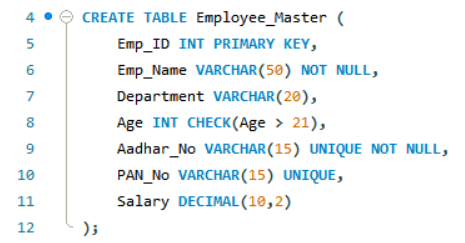 4 CREATE TABLE Employee_Master (
5 Emp_ID INT PRIMARY KEY,
6 Emp_Name VARCHAR(50) NOT NULL,
7 Department VARCHAR(20),
8 Age INT CHECK(Age > 21),
9 Aadhar_No VARCHAR(15) UNIQUE NOT NULL,
10 PAN_No VARCHAR(15) UNIQUE,
11 Salary DECIMAL(10,2)
12 );